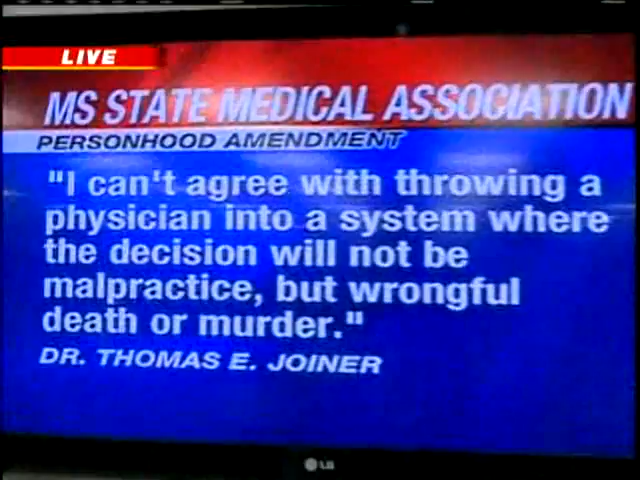 LIVE
MS STATE MEDICAL ASSOCIATION
PERSONHOOD AMENDMENT
"I can't agree with throwing a
physician into a system where
the decision will not be
malpractice, but wrongful
death or murder."
DR. THOMAS E. JOINER
LG